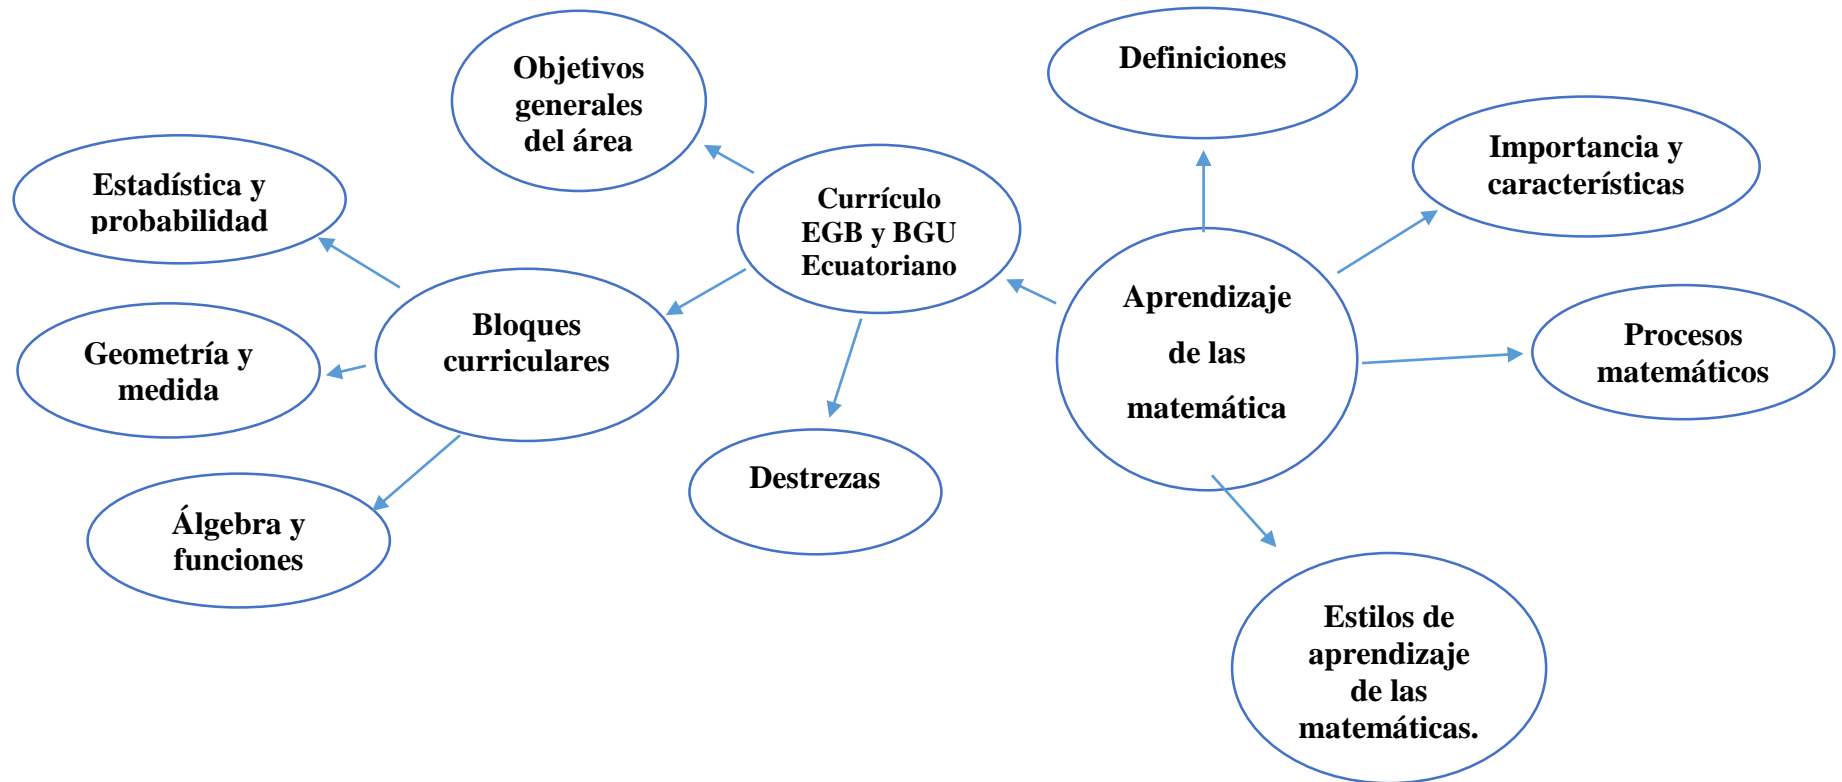 Definiciones
Objetivos
generales
del área
Importancia y
características
Estadística y
probabilidad
Currículo
EGB y BGU
Ecuatoriano
Aprendizaje
de las
matemática
Bloques
curriculares
Procesos
matemáticos
Geometría y
medida
Destrezas
Álgebra y
funciones
Estilos de
aprendizaje
de las
matemáticas.